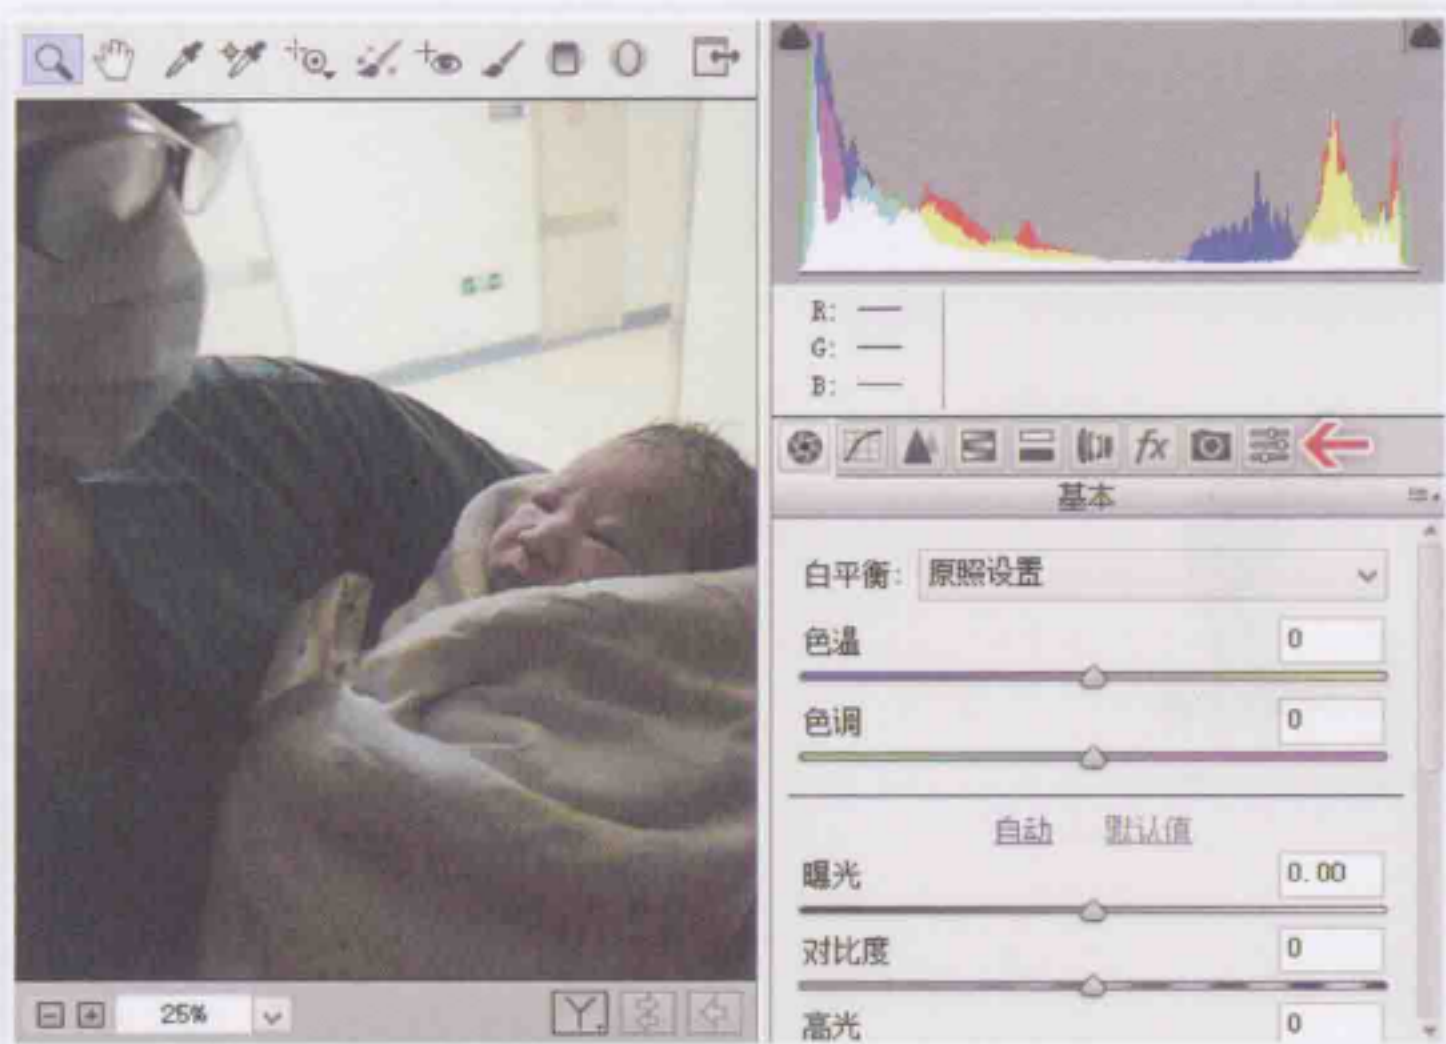 R: —
G: —
B: —
fx
基本
白平衡: 原照设置
色温 0
色调 0
自动 默认值
曝光 0.00
对比度 0
高光 0
25%
Y